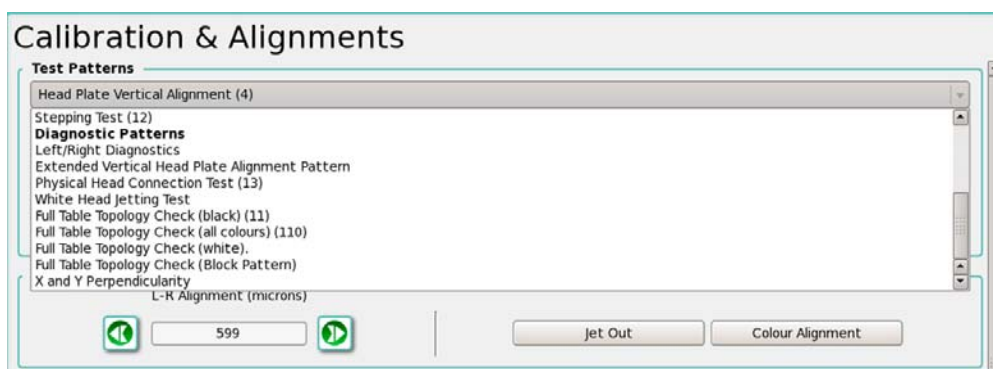 Calibration & Alignments
Test Patterns
Head Plate Vertical Alignment (4)
Stepping Test (12)
Diagnostic Patterns
Left/Right Diagnostics
Extended Vertical Head Plate Alignment Pattern
Physical Head Connection Test (13)
White Head Jetting Test
Full Table Topology Check (black) (11)
Full Table Topology Check (all colours) (110)
Full Table Topology Check (white).
Full Table Topology Check (Block Pattern)
X and Y Perpendicularity
L-R Alignment (microns)
599
Jet Out
Colour Alignment